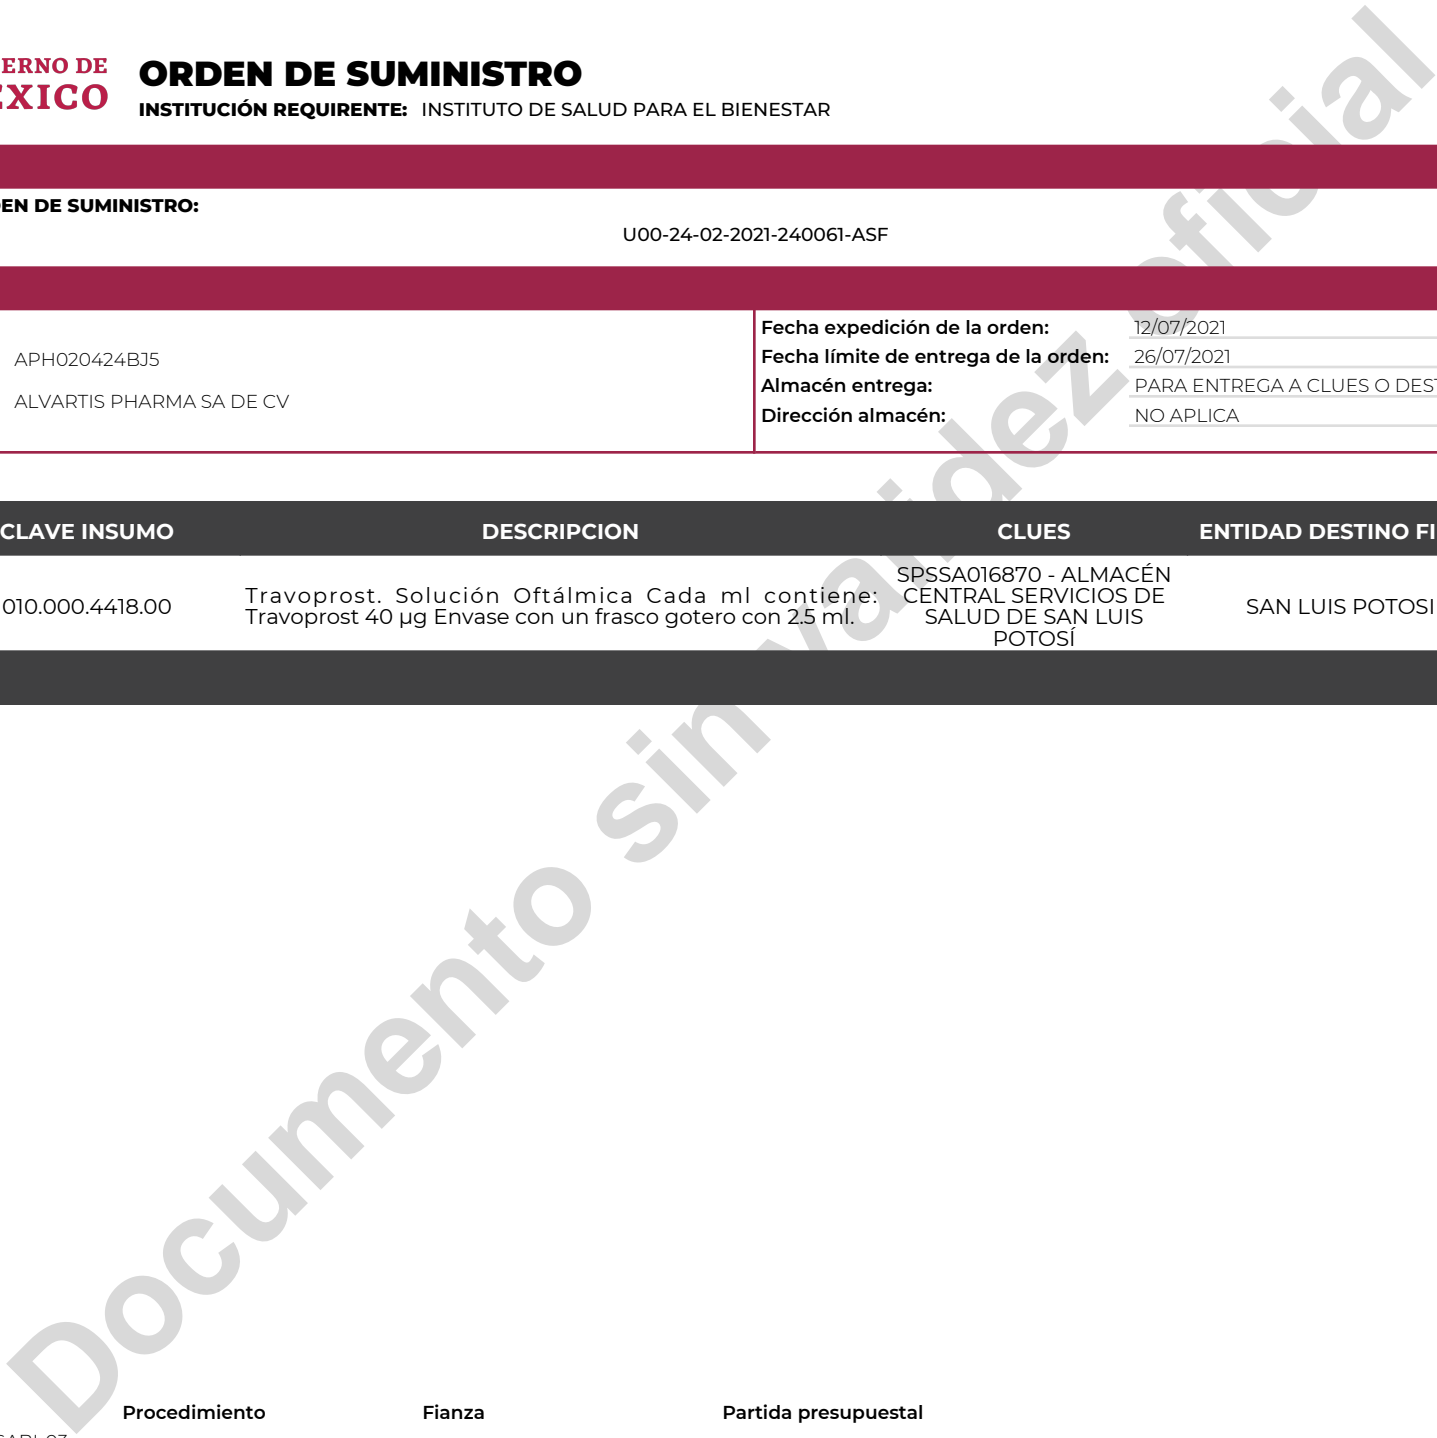 ERNO DE
EXICO
ORDEN DE SUMINISTRO
INSTITUCIÓN REQUIRENTE: INSTITUTO DE SALUD PARA EL BIENESTAR
EN DE SUMINISTRO:
U00-24-02-2021-240061-ASF
APH020424BJ5
ALVARTIS PHARMA SA DE CV
Fecha expedición de la orden: 12/07/2021
Fecha límite de entrega de la orden: 26/07/2021
Almacén entrega: PARA ENTREGA A CLUES O DEST
Dirección almacén: NO APLICA
CLAVE INSUMO DESCRIPCION CLUES ENTIDAD DESTINO FI
010.000.4418.00
Travoprost. Solución Oftálmica Cada ml contiene:
Travoprost 40 µg Envase con un frasco gotero con 2.5 ml.
SPSSA016870 - ALMACÉN
CENTRAL SERVICIOS DE
SALUD DE SAN LUIS
POTOSÍ
SAN LUIS POTOSI
Documento sin validez oficial
Procedimiento Fianza Partida presupuestal